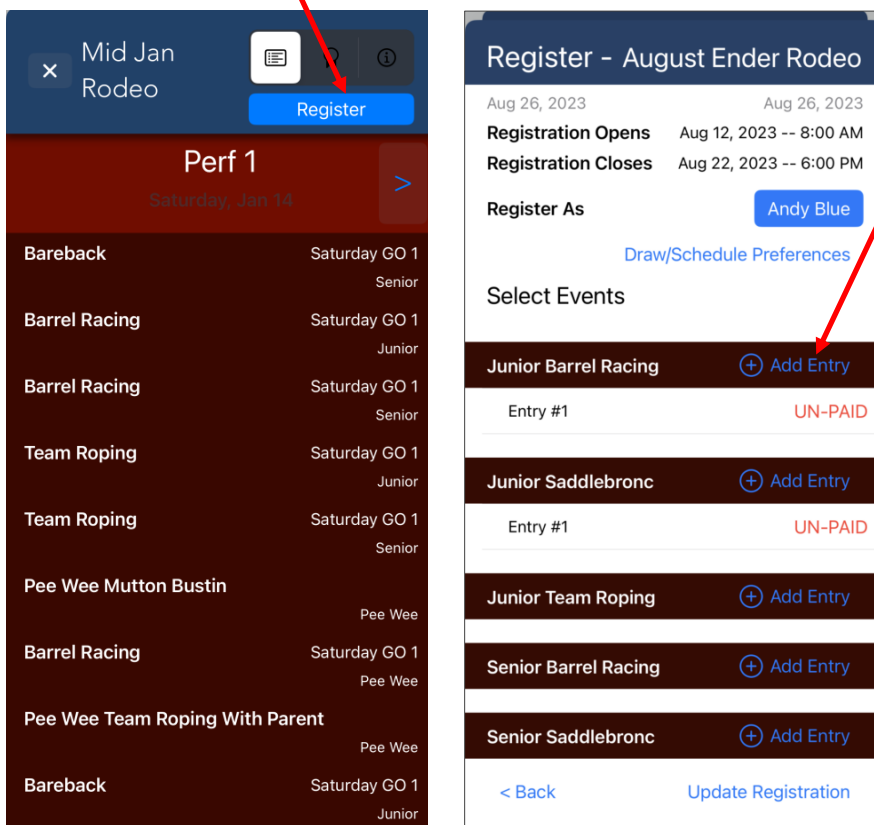 Mid Jan
Rodeo
Register
Perf 1
Saturday, Jan 14
>
Bareback Saturday GO 1
Senior
Barrel Racing Saturday GO 1
Junior
Barrel Racing Saturday GO 1
Senior
Team Roping Saturday GO 1
Junior
Team Roping Saturday GO 1
Senior
Pee Wee Mutton Bustin
Pee Wee
Barrel Racing Saturday GO 1
Pee Wee
Pee Wee Team Roping With Parent
Pee Wee
Bareback Saturday GO 1
Junior
Register - August Ender Rodeo
Aug 26, 2023 Aug 26, 2023
Registration Opens Aug 12, 2023 -- 8:00 AM
Registration Closes Aug 22, 2023 -- 6:00 PM
Register As Andy Blue
Draw/Schedule Preferences
Select Events
Junior Barrel Racing Add Entry
Entry #1 UN-PAID
Junior Saddlebronc Add Entry
Entry #1 UN-PAID
Junior Team Roping Add Entry
Senior Barrel Racing Add Entry
Senior Saddlebronc Add Entry
< Back Update Registration